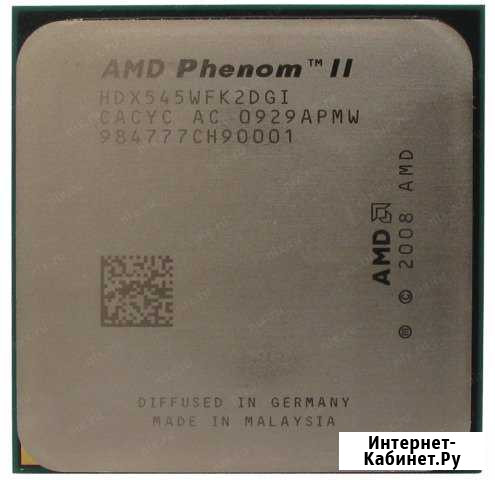 AMD Phenom™ II
HDX545WFK2DGI
CACYC AC 0929APMW
984777CH90001
AMD ® © 2008 AMD
DIFFUSED IN GERMANY
MADE IN MALAYSIA
Интернет-
Кабинет.Ру